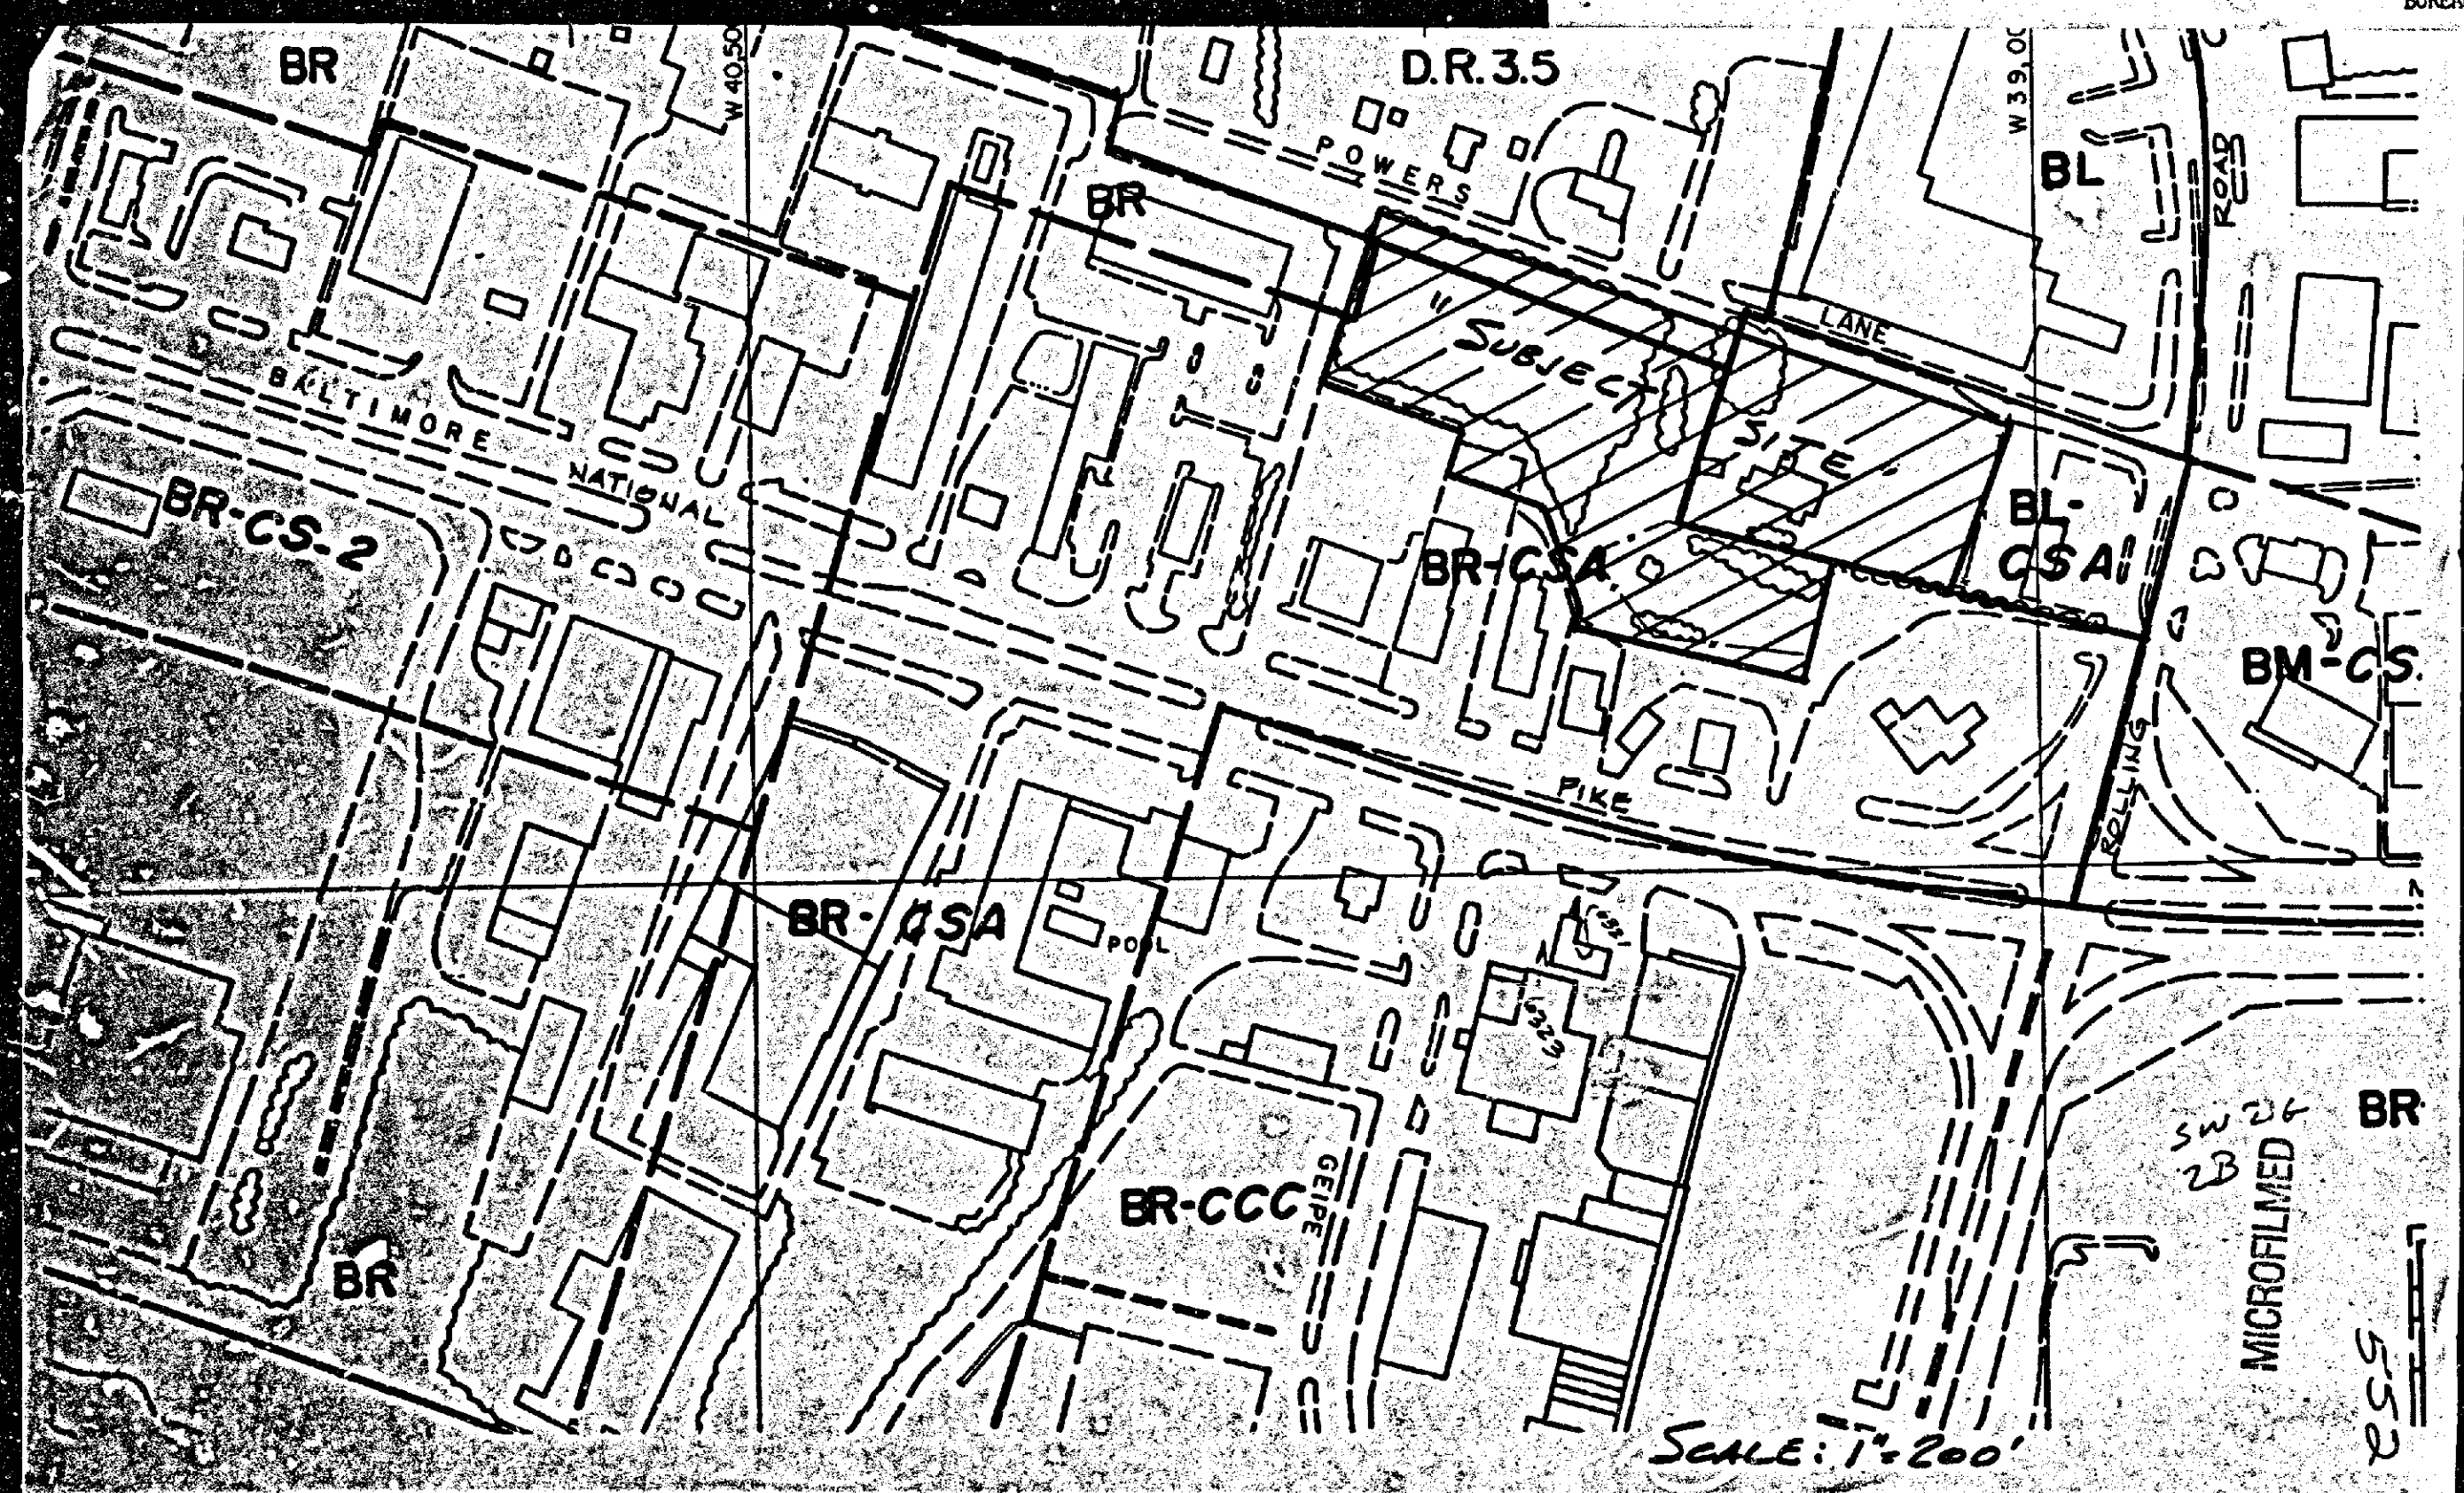 BR
W 40,50
D.R. 3.5
W 39,00
POWERS
BL
ROAD
BR
LANE
"SUBJECT
SITE"
BALTIMORE
NATIONAL
BR-CS-2
BR-CSA
BL-
CSA
BM-CS
PIKE
ROLLING
BR-CSA
POOL
6331
6323
BR
SW 2G
2B
MICROFILMED
BR-CCC
GEIPE
BR
552
SCALE: 1"=200'